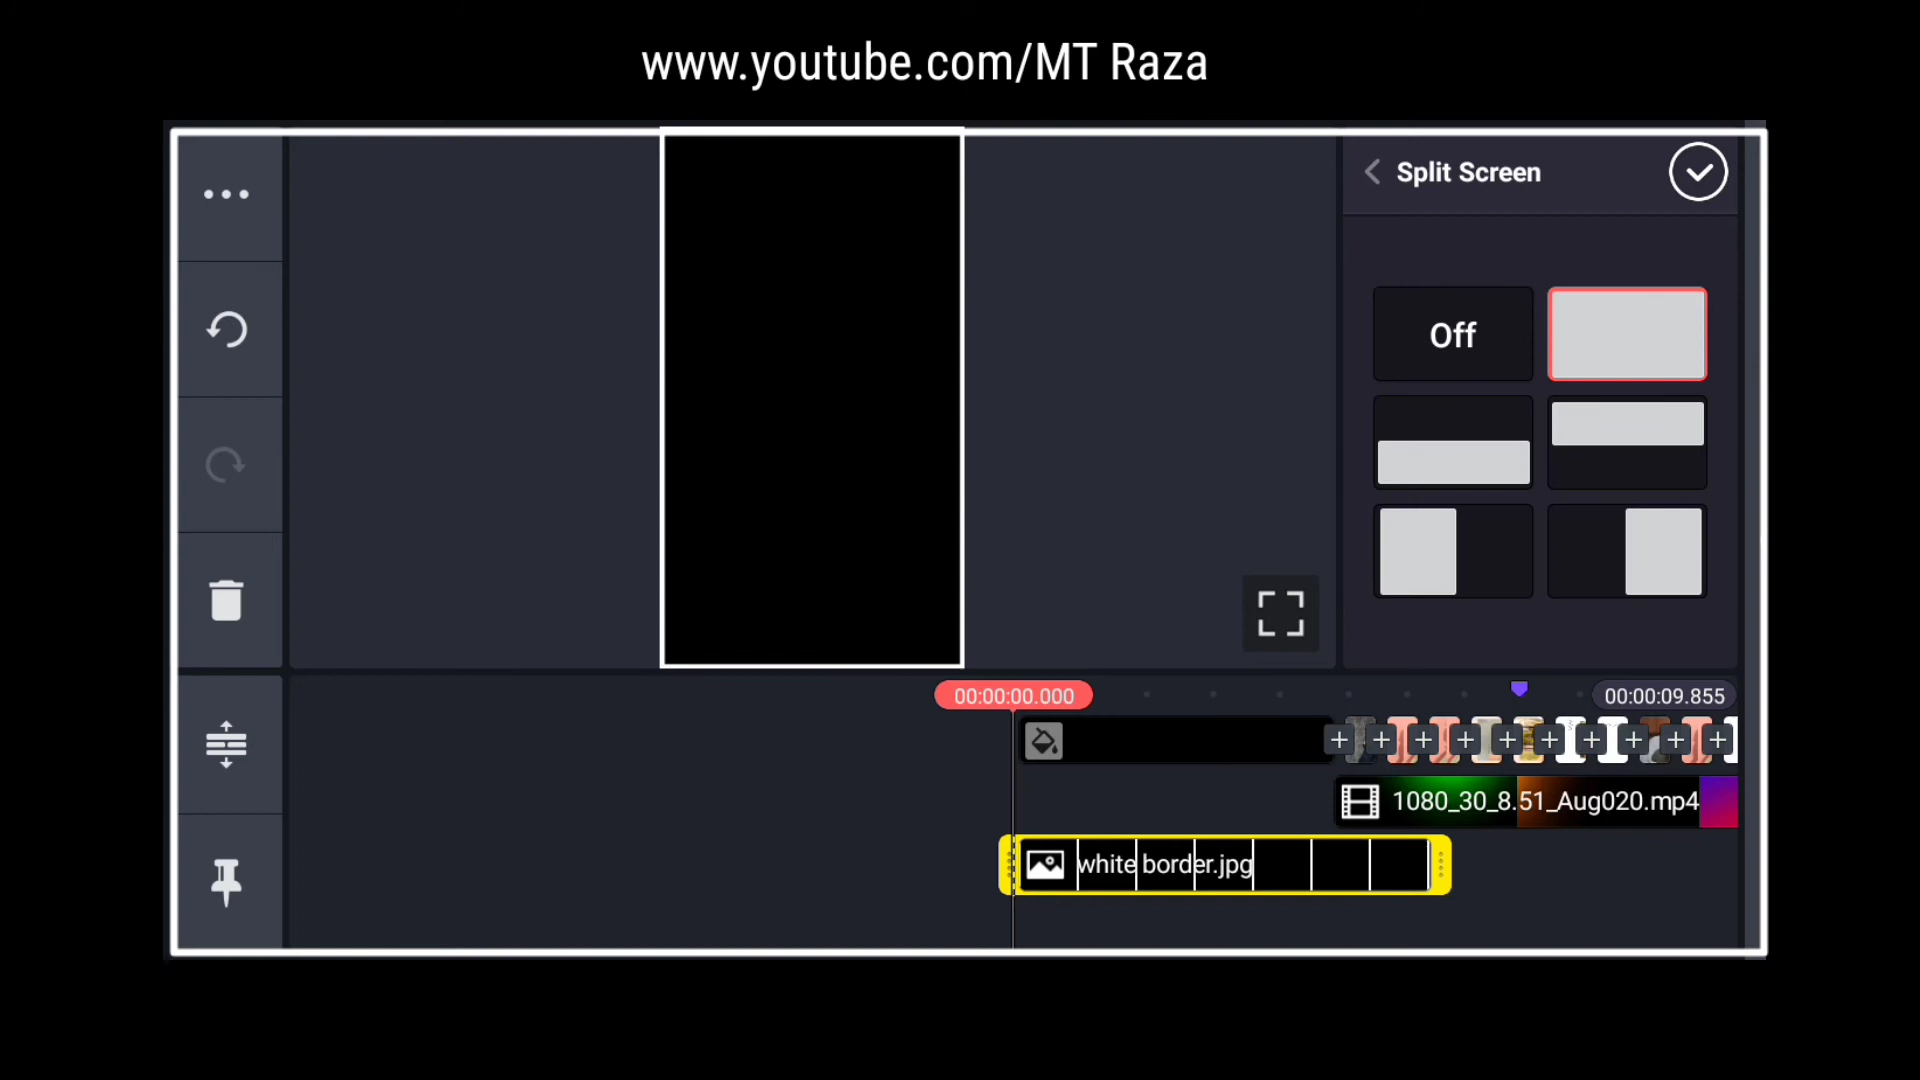 www.youtube.com/MT Raza
Split Screen
Off
00:00:00.000
00:00:09.855
1080_30_8.51_Aug020.mp4
white border.jpg